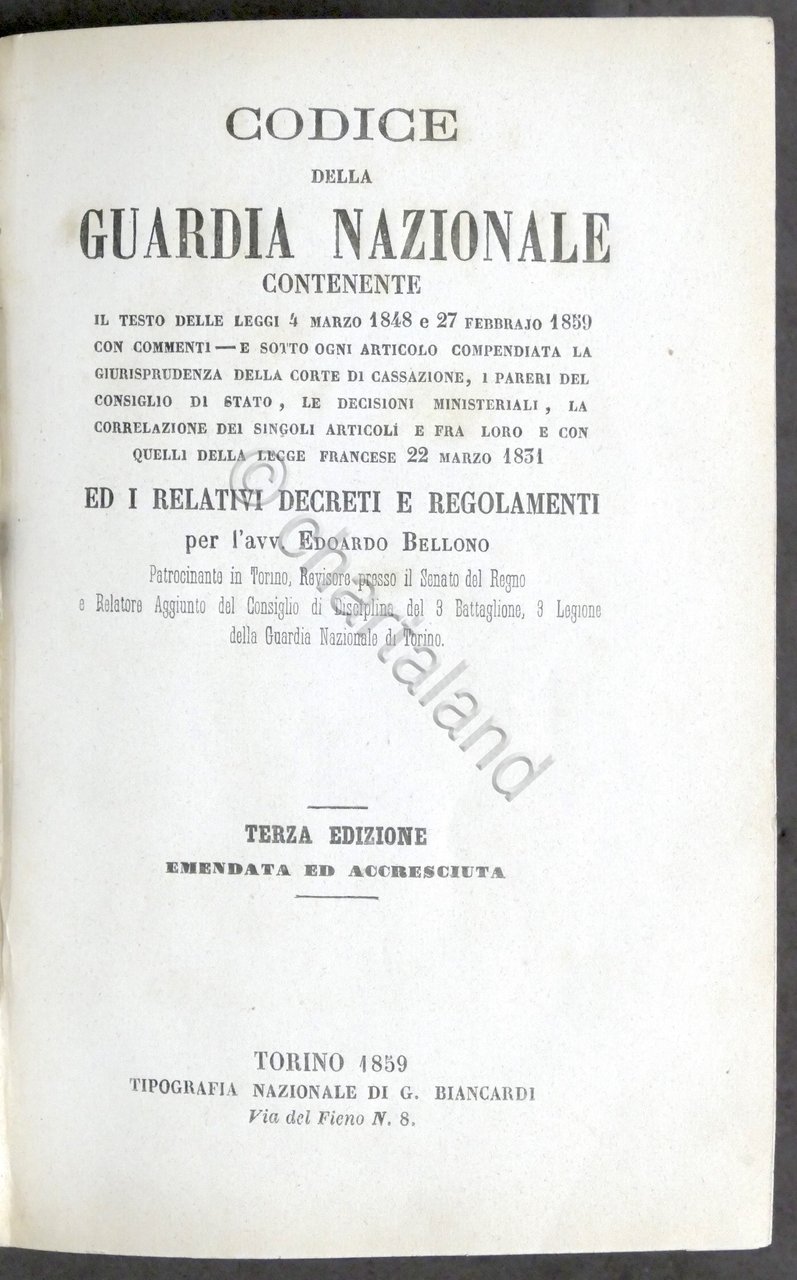 CODICE
DELLA
GUARDIA NAZIONALE
CONTENENTE
IL TESTO DELLE LEGGI 4 MARZO 1848 e 27 FEBBRAJO 1859
CON COMMENTI — E SOTTO OGNI ARTICOLO COMPENDIATA LA
GIURISPRUDENZA DELLA CORTE DI CASSAZIONE, I PARERI DEL
CONSIGLIO DI STATO, LE DECISIONI MINISTERIALI, LA
CORRELAZIONE DEI SINGOLI ARTICOLI E FRA LORO E CON
QUELLI DELLA LEGGE FRANCESE 22 MARZO 1831
ED I RELATIVI DECRETI E REGOLAMENTI
per l'avv. EDOARDO BELLONO
Patrocinante in Torino, Revisore presso il Senato del Regno
e Relatore Aggiunto del Consiglio di Disciplina del 3 Battaglione, 3 Legione
della Guardia Nazionale di Torino.
© chartaland
TERZA EDIZIONE
EMENDATA ED ACCRESCIUTA
TORINO 1859
TIPOGRAFIA NAZIONALE DI G. BIANCARDI
Via del Fieno N. 8.